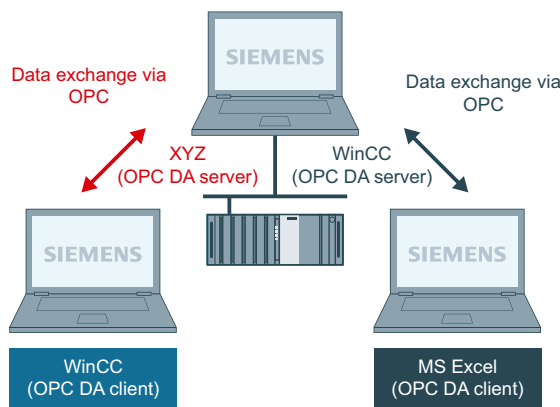 SIEMENS
Data exchange via
OPC
Data exchange via
OPC
XYZ
(OPC DA server)
WinCC
(OPC DA server)
SIEMENS
SIEMENS
WinCC
(OPC DA client)
MS Excel
(OPC DA client)